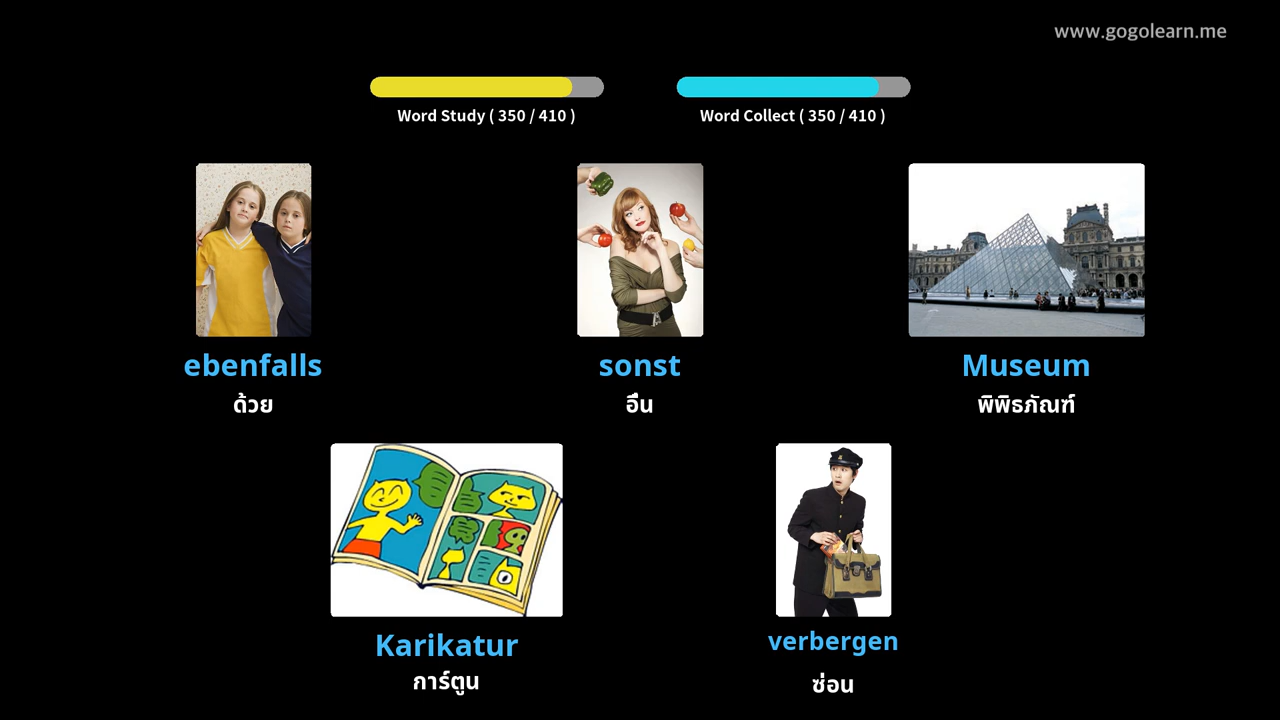 www.gogolearn.me
Word Study ( 350 / 410 )
Word Collect ( 350 / 410 )
ebenfalls
ด้วย
sonst
อื่น
Museum
พิพิธภัณฑ์
Karikatur
การ์ตูน
verbergen
ซ่อน